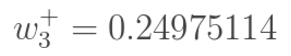 $w_3^+ = 0.24975114$